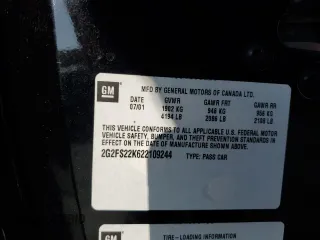 GM
MFD BY GENERAL MOTORS OF CANADA LTD.
DATE GVWR GAWR FRT GAWR RR
07/01 1902 KG 946 KG 956 KG
4194 LB 2086 LB 2108 LB
THIS VEHICLE CONFORMS TO ALL APPLICABLE U.S. FEDERAL MOTOR
VEHICLE SAFETY, BUMPER, AND THEFT PREVENTION STANDARDS
IN EFFECT ON THE DATE OF MANUFACTURE SHOWN ABOVE.
2G2FS22K622109244 TYPE: PASS CAR
GM
TIRE-LOADING INFORMATION